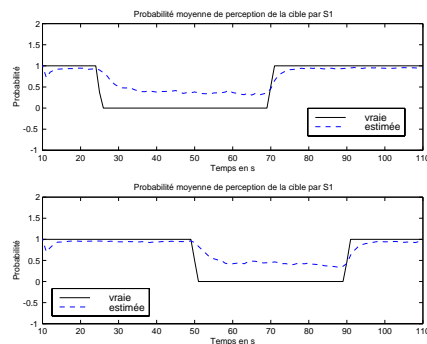 Probabilité moyenne de perception de la cible par S1
2
1.5
1
0.5
0
-0.5
-1
Probabilité
vraie
estimée
10 20 30 40 50 60 70 80 90 100 110
Temps en s
Probabilité moyenne de perception de la cible par S1
2
1.5
1
0.5
0
-0.5
-1
Probabilité
vraie
estimée
10 20 30 40 50 60 70 80 90 100 110
Temps en s